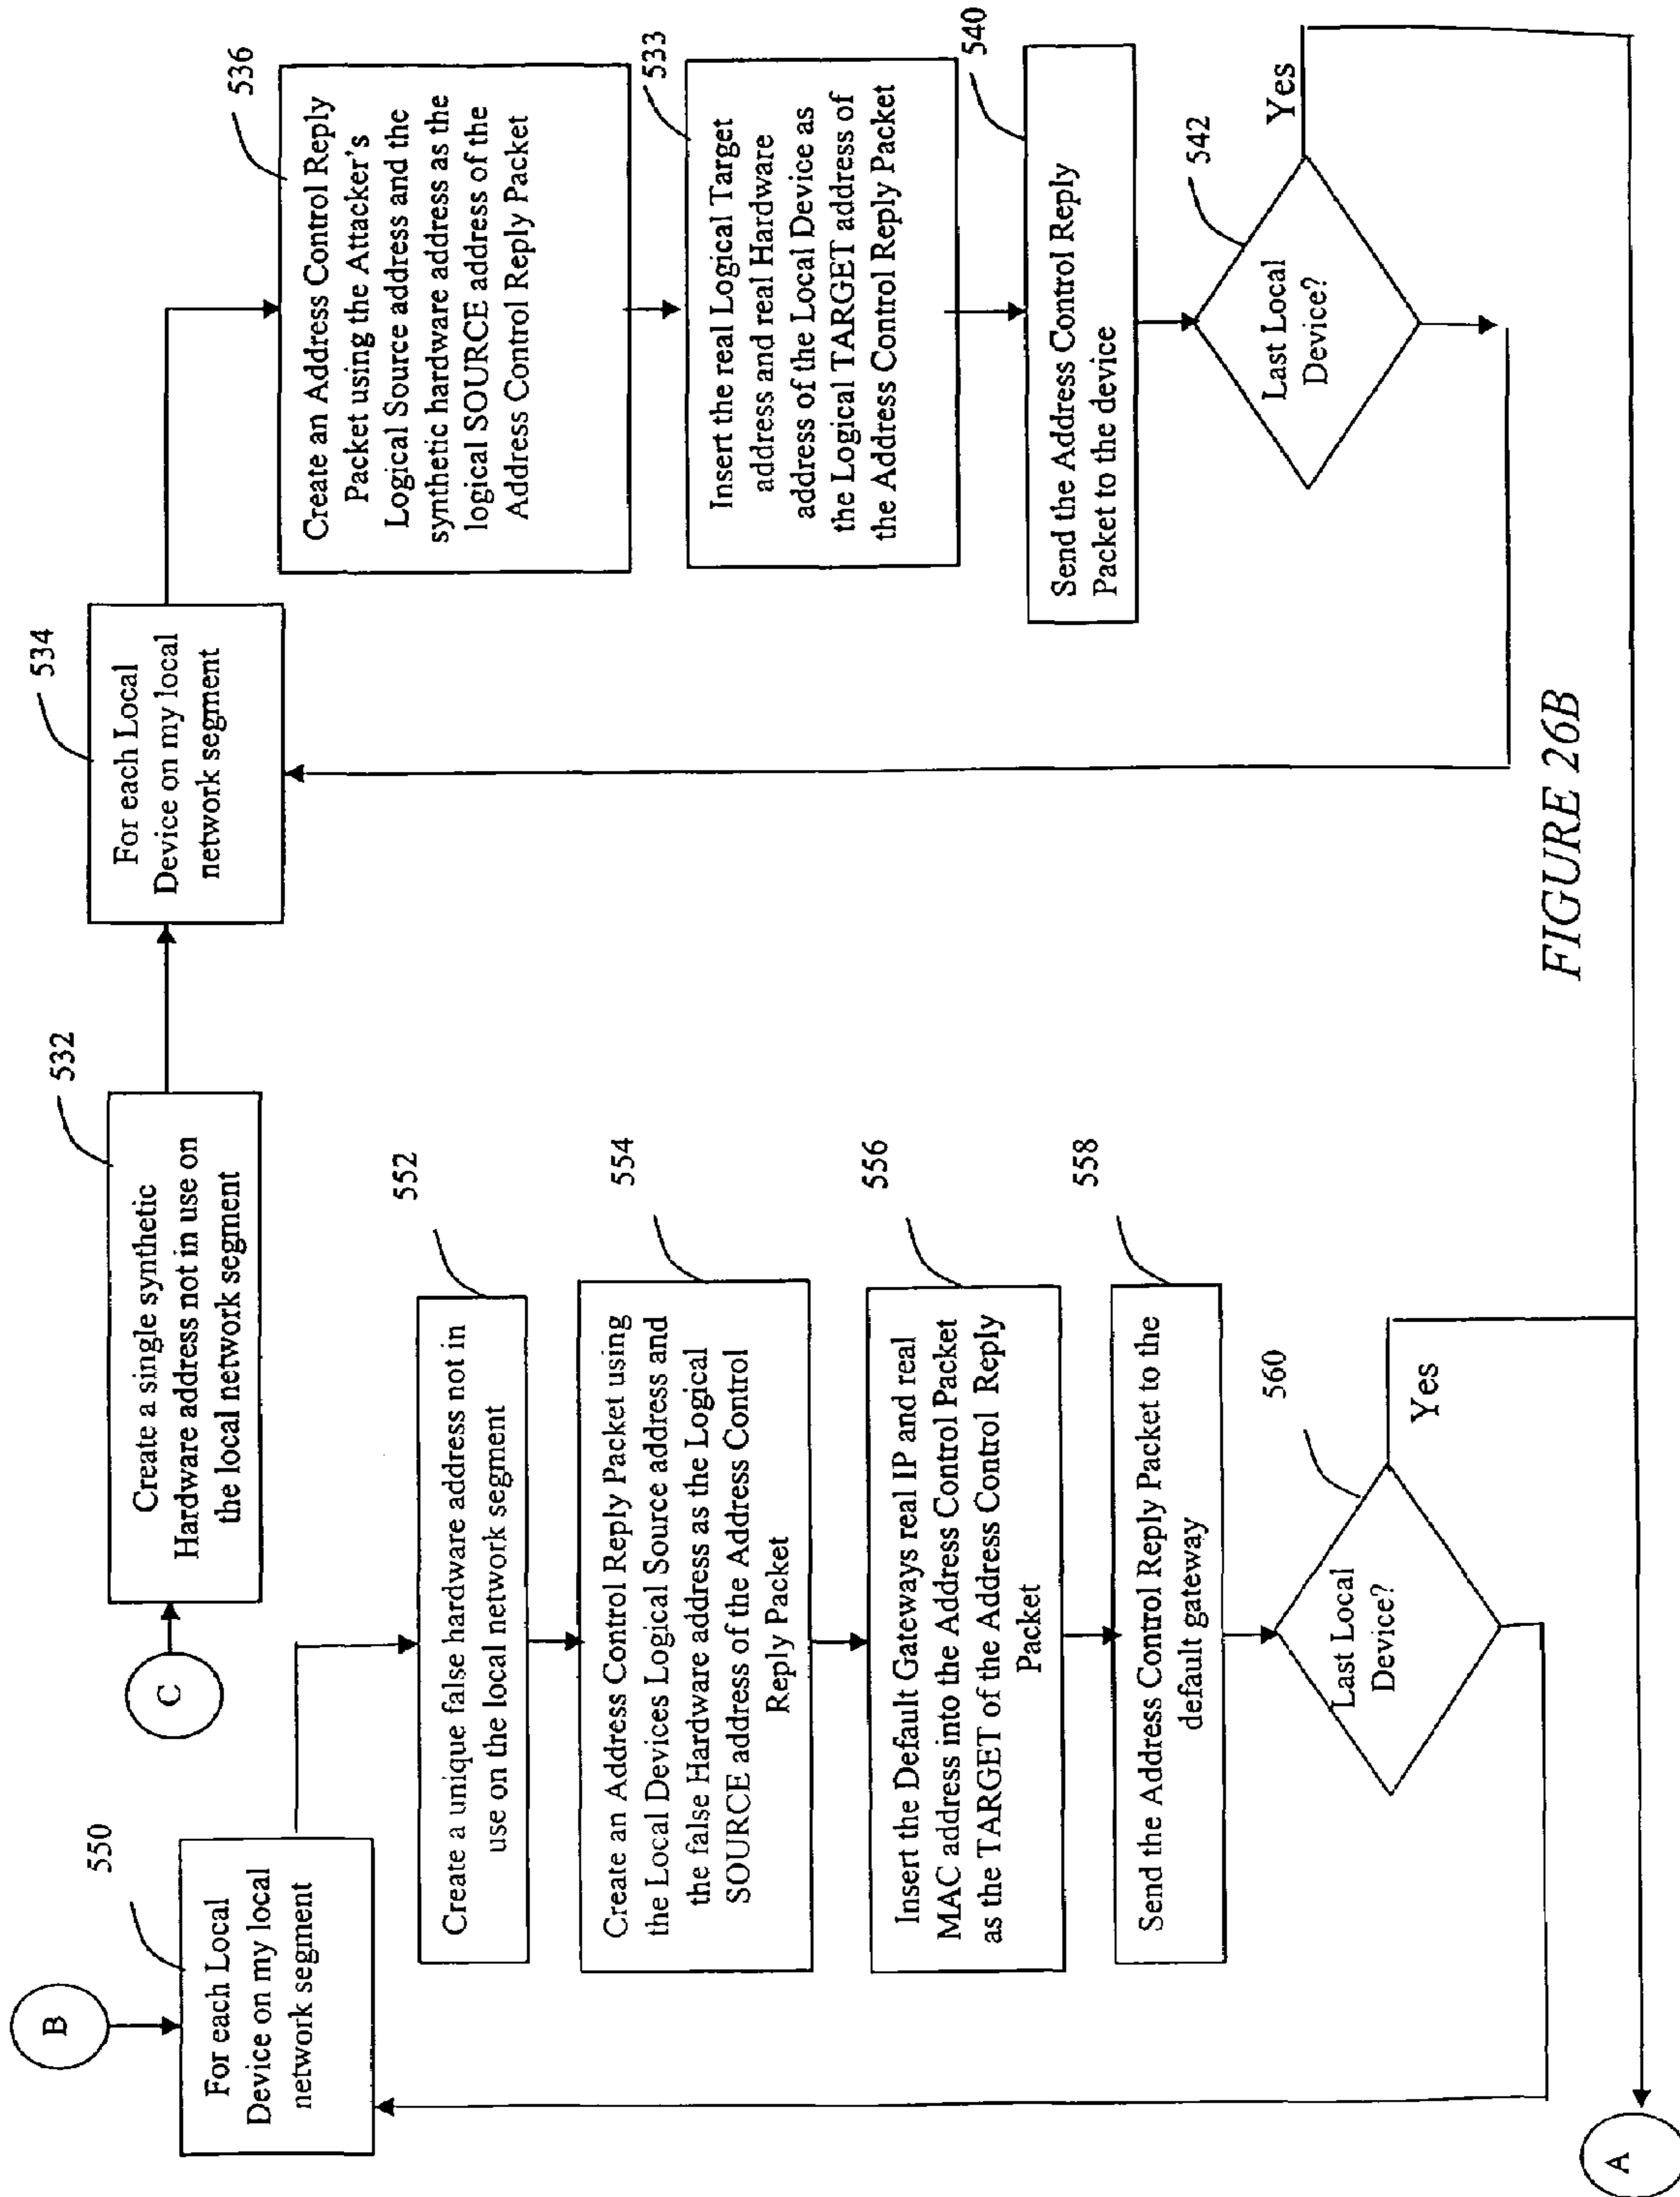 B
550
For each Local
Device on my local
network segment
552
Create a unique false hardware address not in
use on the local network segment
554
Create an Address Control Reply Packet using
the Local Devices Logical Source address and
the false Hardware address as the Logical
SOURCE address of the Address Control
Reply Packet
556
Insert the Default Gateways real IP and real
MAC address into the Address Control Packet
as the TARGET of the Address Control Reply
Packet
558
Send the Address Control Reply Packet to the
default gateway
560
Last Local
Device?
Yes
C
532
Create a single synthetic
Hardware address not in use on
the local network segment
534
For each Local
Device on my local
network segment
536
Create an Address Control Reply
Packet using the Attacker's
Logical Source address and the
synthetic hardware address as the
logical SOURCE address of the
Address Control Reply Packet
533
Insert the real Logical Target
address and real Hardware
address of the Local Device as
the Logical TARGET address of
the Address Control Reply Packet
540
Send the Address Control Reply
Packet to the device
542
Last Local
Device?
Yes
A
FIGURE 26B